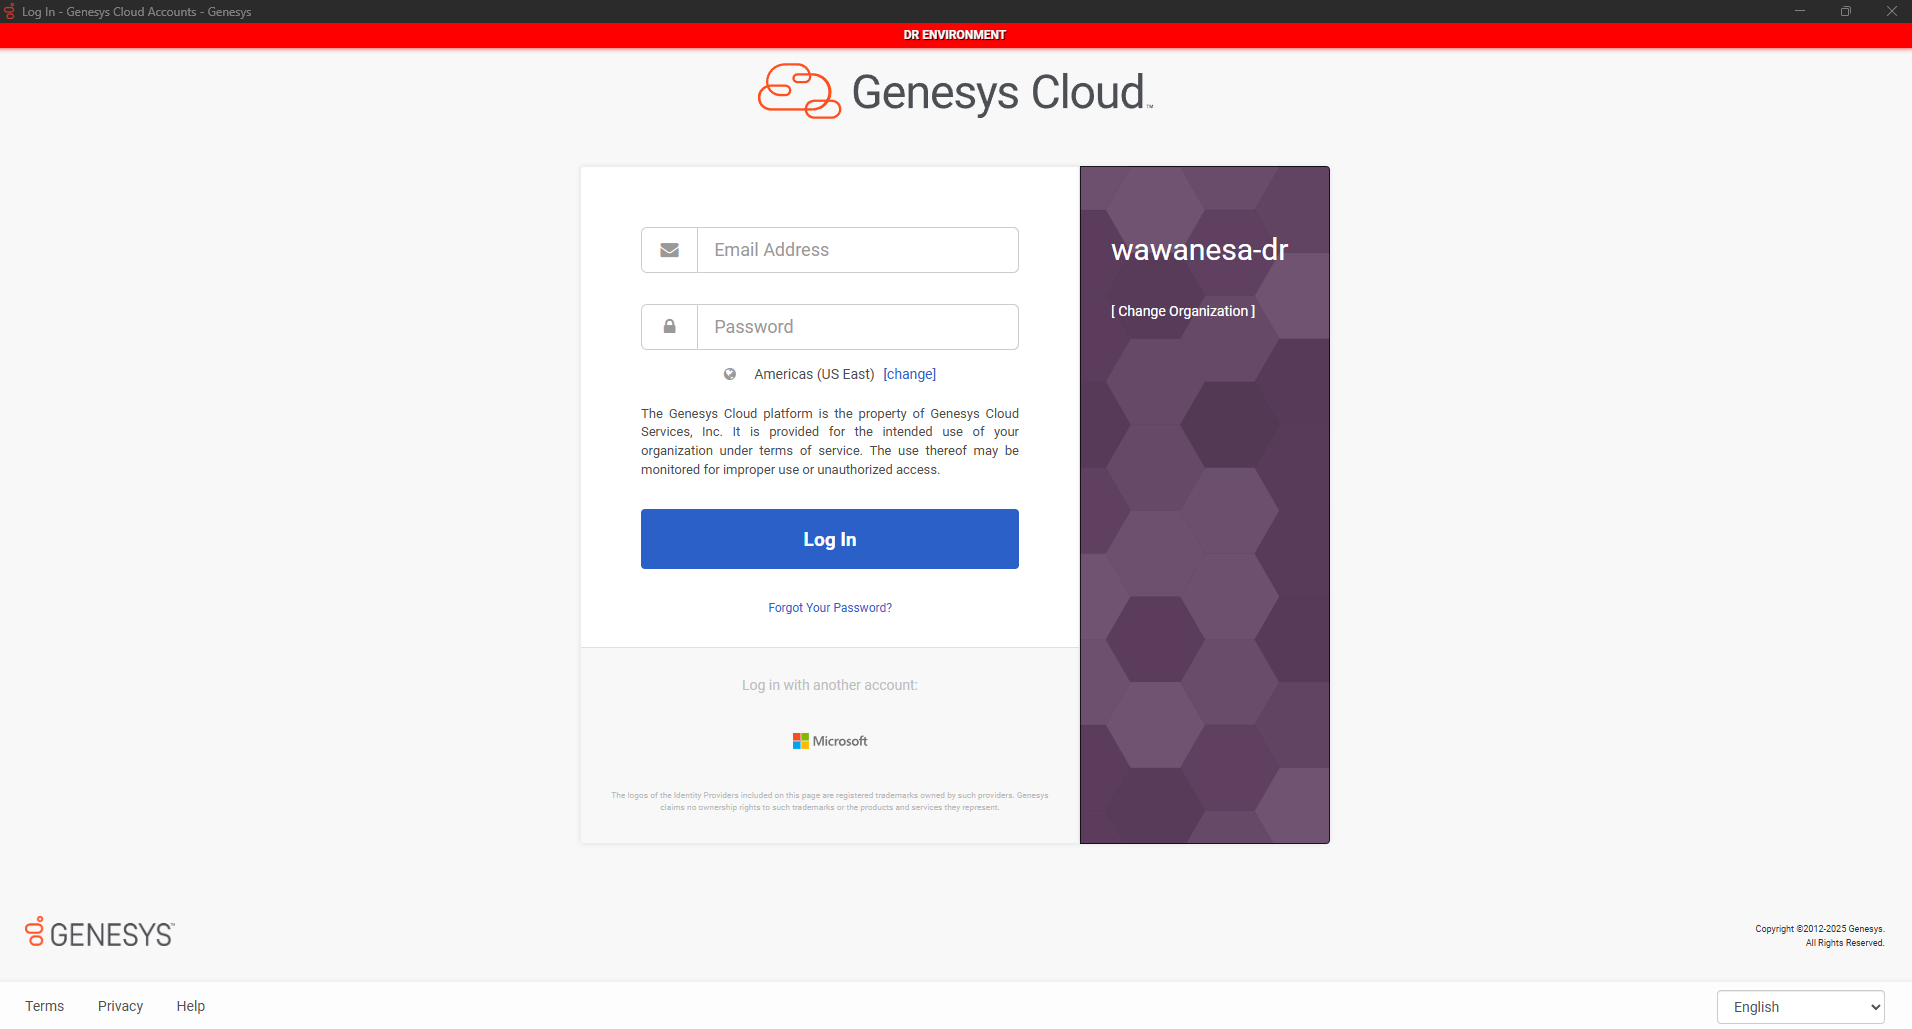 Log In - Genesys Cloud Accounts - Genesys
DR ENVIRONMENT
Genesys Cloud™
Email Address
Password
Americas (US East) [change]
The Genesys Cloud platform is the property of Genesys Cloud
Services, Inc. It is provided for the intended use of your
organization under terms of service. The use thereof may be
monitored for improper use or unauthorized access.
Log In
Forgot Your Password?
Log in with another account:
Microsoft
The logos of the Identity Providers included on this page are registered trademarks owned by such providers. Genesys
claims no ownership rights to such trademarks or the products and services they represent.
wawanesa-dr
[ Change Organization ]
GENESYS™
Copyright ©2012-2025 Genesys.
All Rights Reserved.
Terms Privacy Help
English